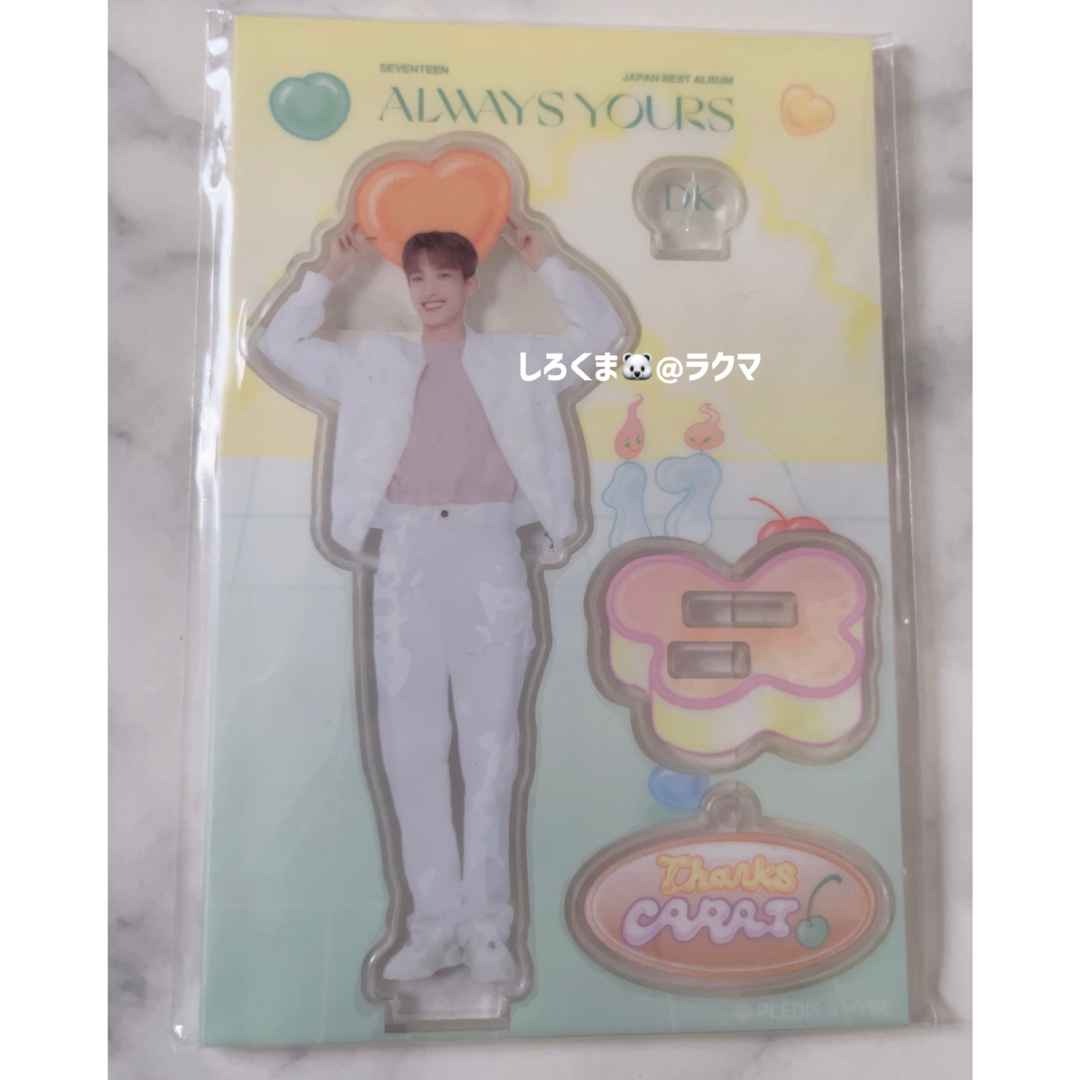 SEVENTEEN
JAPAN BEST ALBUM
ALWAYS YOURS
DK
しろくま🐼@ラクマ
17
Thanks
CARAT
© PLEDIS & HYBE